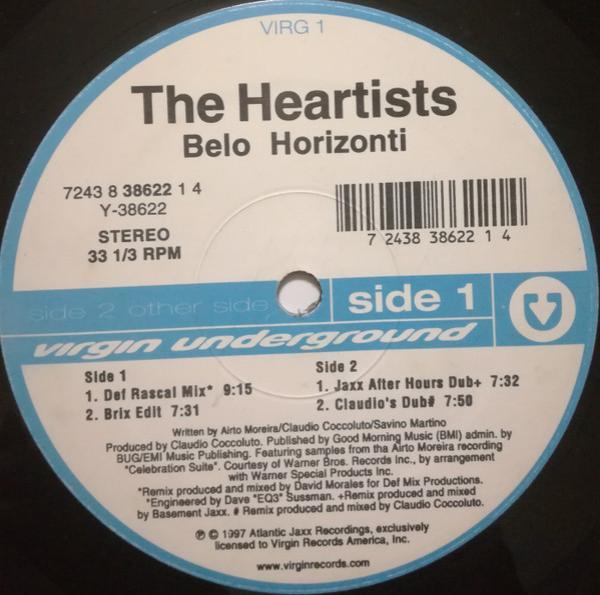 VIRG 1
The Heartists
Belo Horizonti
7243 8 38622 1 4
Y-38622
STEREO
33 1/3 RPM
7 2438 38622 1 4
side 2 other side
side 1
virgin underground
Side 1
1. Def Rascal Mix* 9:15
2. Brix Edit 7:31
Side 2
1. Jaxx After Hours Dub+ 7:32
2. Claudio's Dub# 7:50
Written by Airto Moreira/Claudio Coccoluto/Savino Martino
Produced by Claudio Coccoluto. Published by Good Morning Music (BMI) admin. by
BUG/EMI Music Publishing. Featuring samples from tha Airto Moreira recording
"Celebration Suite". Courtesy of Warner Bros. Records Inc., by arrangement
with Warner Special Products Inc.
*Remix produced and mixed by David Morales for Def Mix Productions.
*Engineered by Dave "EQ3" Sussman. +Remix produced and mixed
by Basement Jaxx. # Remix produced and mixed by Claudio Coccoluto.
℗ © 1997 Atlantic Jaxx Recordings, exclusively
licensed to Virgin Records America, Inc.
www.virginrecords.com